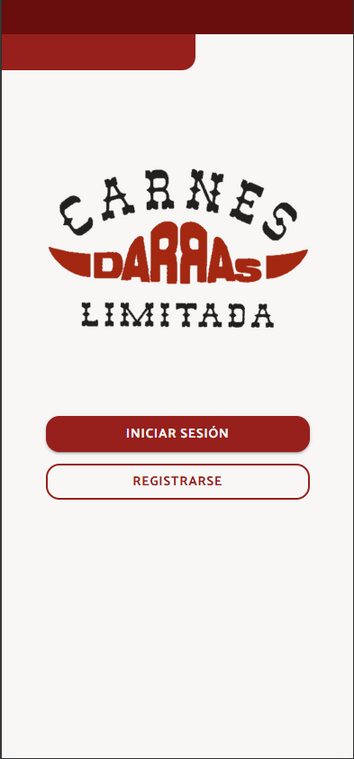 CARNES
DARRAs
LIMITADA
INICIAR SESIÓN
REGISTRARSE